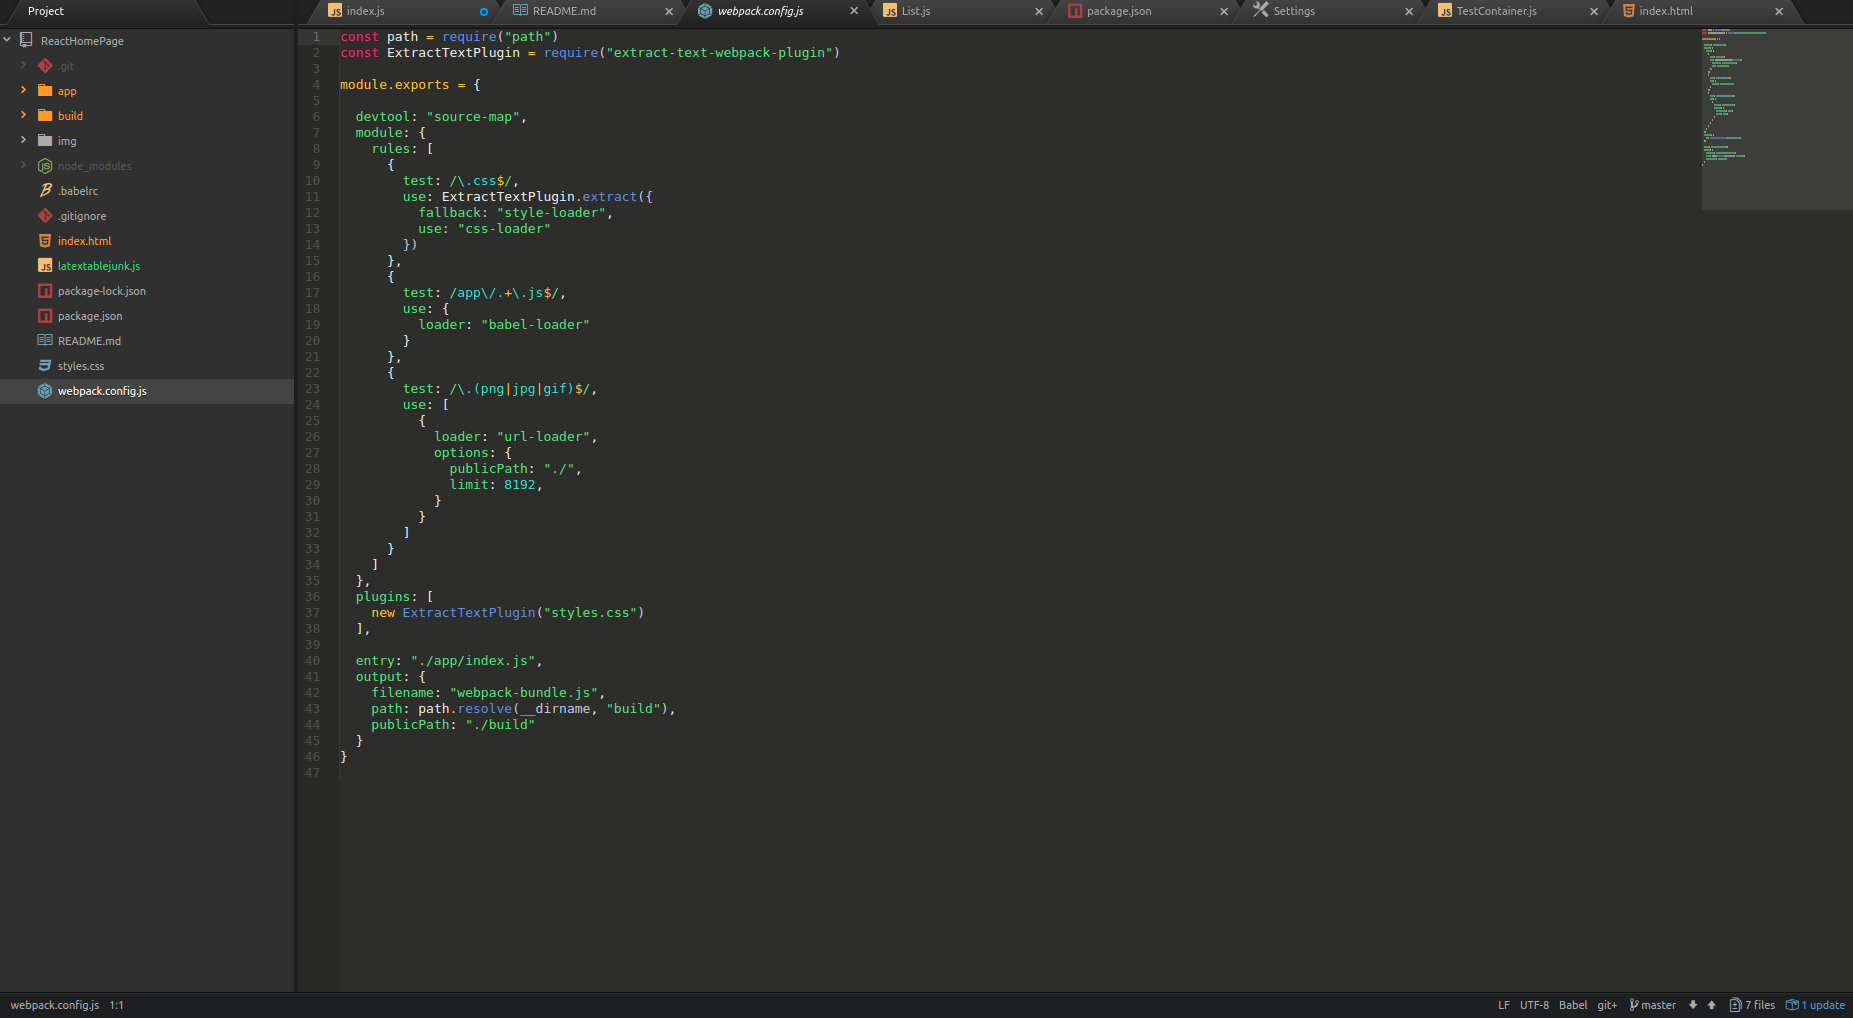 Project
index.js
README.md
webpack.config.js
List.js
package.json
Settings
TestContainer.js
index.html
ReactHomePage
.git
app
build
img
node_modules
.babelrc
.gitignore
index.html
latextablejunk.js
package-lock.json
package.json
README.md
styles.css
webpack.config.js
1 const path = require("path")
2 const ExtractTextPlugin = require("extract-text-webpack-plugin")
3
4 module.exports = {
5
6   devtool: "source-map",
7   module: {
8     rules: [
9       {
10         test: /\.css$/,
11         use: ExtractTextPlugin.extract({
12           fallback: "style-loader",
13           use: "css-loader"
14         })
15       },
16       {
17         test: /app\/.+\.js$/,
18         use: {
19           loader: "babel-loader"
20         }
21       },
22       {
23         test: /\.(png|jpg|gif)$/,
24         use: [
25           {
26             loader: "url-loader",
27             options: {
28               publicPath: "./",
29               limit: 8192,
30             }
31           }
32         ]
33       }
34     ]
35   },
36   plugins: [
37     new ExtractTextPlugin("styles.css")
38   ],
39
40   entry: "./app/index.js",
41   output: {
42     filename: "webpack-bundle.js",
43     path: path.resolve(__dirname, "build"),
44     publicPath: "./build"
45   }
46 }
47
webpack.config.js 1:1
LF UTF-8 Babel git+ master 7 files 1 update